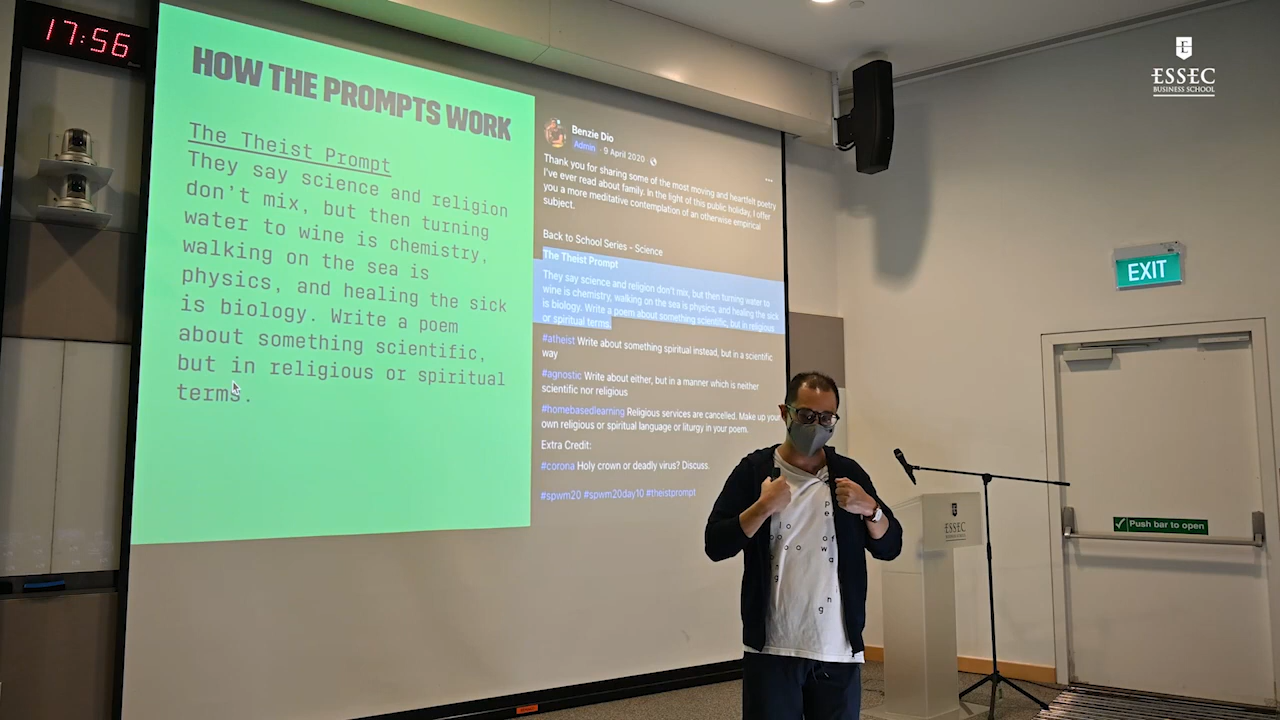 17:56
HOW THE PROMPTS WORK
The Theist Prompt
They say science and religion
don't mix, but then turning
water to wine is chemistry,
walking on the sea is
physics, and healing the sick
is biology. Write a poem
about something scientific,
but in religious or spiritual
terms.
Benzie Dio
Admin · 9 April 2020
Thank you for sharing some of the most moving and heartfelt poetry
I've ever read about family. In the light of this public holiday, I offer
you a more meditative contemplation of an otherwise empirical
subject.
Back to School Series - Science
The Theist Prompt
They say science and religion don't mix, but then turning water to
wine is chemistry, walking on the sea is physics, and healing the sick
is biology. Write a poem about something scientific, but in religious
or spiritual terms.
#atheist Write about something spiritual instead, but in a scientific
way
#agnostic Write about either, but in a manner which is neither
scientific nor religious
#homebasedlearning Religious services are cancelled. Make up your
own religious or spiritual language or liturgy in your poem.
Extra Credit:
#corona Holy crown or deadly virus? Discuss.
#spwm20 #spwm20day10 #theistprompt
ESSEC
BUSINESS SCHOOL
EXIT
Push bar to open
ESSEC
BUSINESS SCHOOL